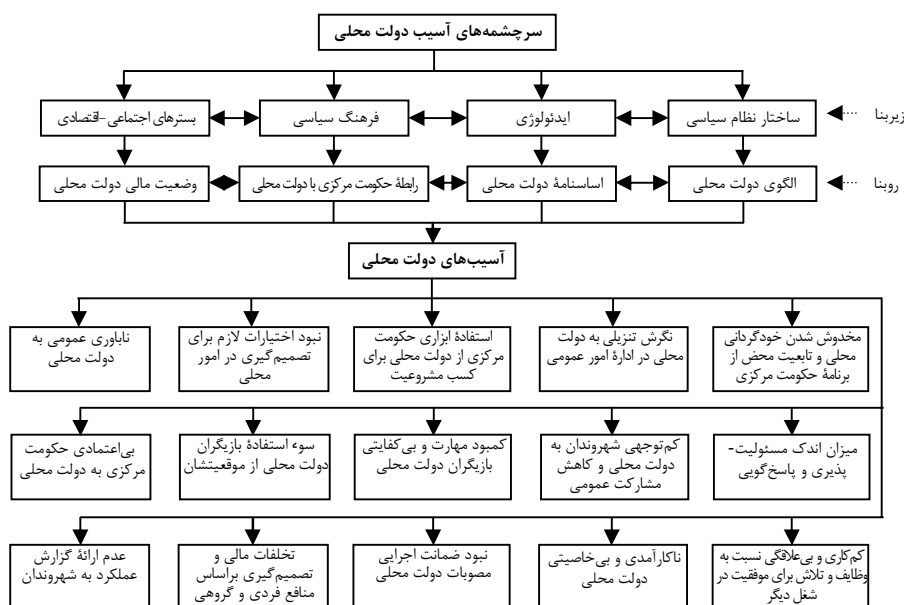 سرچشمه‌های آسیب دولت محلی
زیربنا
ساختار نظام سیاسی
ایدئولوژی
فرهنگ سیاسی
بسترهای اجتماعی-اقتصادی
روبنا
الگوی دولت محلی
اساسنامهٔ دولت محلی
رابطهٔ حکومت مرکزی با دولت محلی
وضعیت مالی دولت محلی
آسیب‌های دولت محلی
مخدوش شدن خودگردانی
محلی و تابعیت محض از
برنامهٔ حکومت مرکزی
نگرش تنزیلی به دولت
محلی در ادارهٔ امور عمومی
استفادهٔ ابزاری حکومت
مرکزی از دولت محلی برای
کسب مشروعیت
نبود اختیارات لازم برای
تصمیم‌گیری در امور
محلی
ناباوری عمومی به
دولت محلی
میزان اندک مسئولیت-
پذیری و پاسخ‌گویی
کم‌توجهی شهروندان به
دولت محلی و کاهش
مشارکت عمومی
کمبود مهارت و بی‌کفایتی
بازیگران دولت محلی
سوء استفادهٔ بازیگران
دولت محلی از موقعیتشان
بی‌اعتمادی حکومت
مرکزی به دولت محلی
کم‌کاری و بی‌علاقگی نسبت به
وظایف و تلاش برای موفقیت در
شغل دیگر
ناکارآمدی و بی‌خاصیتی
دولت محلی
نبود ضمانت اجرایی
مصوبات دولت محلی
تخلفات مالی و
تصمیم‌گیری براساس
منافع فردی و گروهی
عدم ارائهٔ گزارش
عملکرد به شهروندان